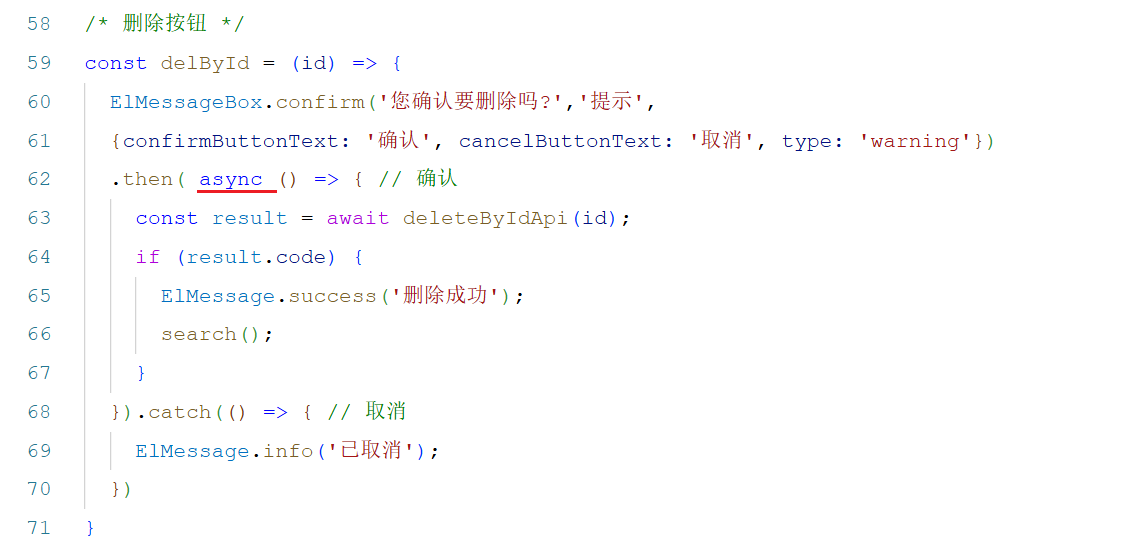 58 /* 删除按钮 */
59 const delById = (id) => {
60 ElMessageBox.confirm('您确认要删除吗?','提示',
61 {confirmButtonText: '确认', cancelButtonText: '取消', type: 'warning'})
62 .then( async () => { // 确认
63 const result = await deleteByIdApi(id);
64 if (result.code) {
65 ElMessage.success('删除成功');
66 search();
67 }
68 }).catch(() => { // 取消
69 ElMessage.info('已取消');
70 })
71 }